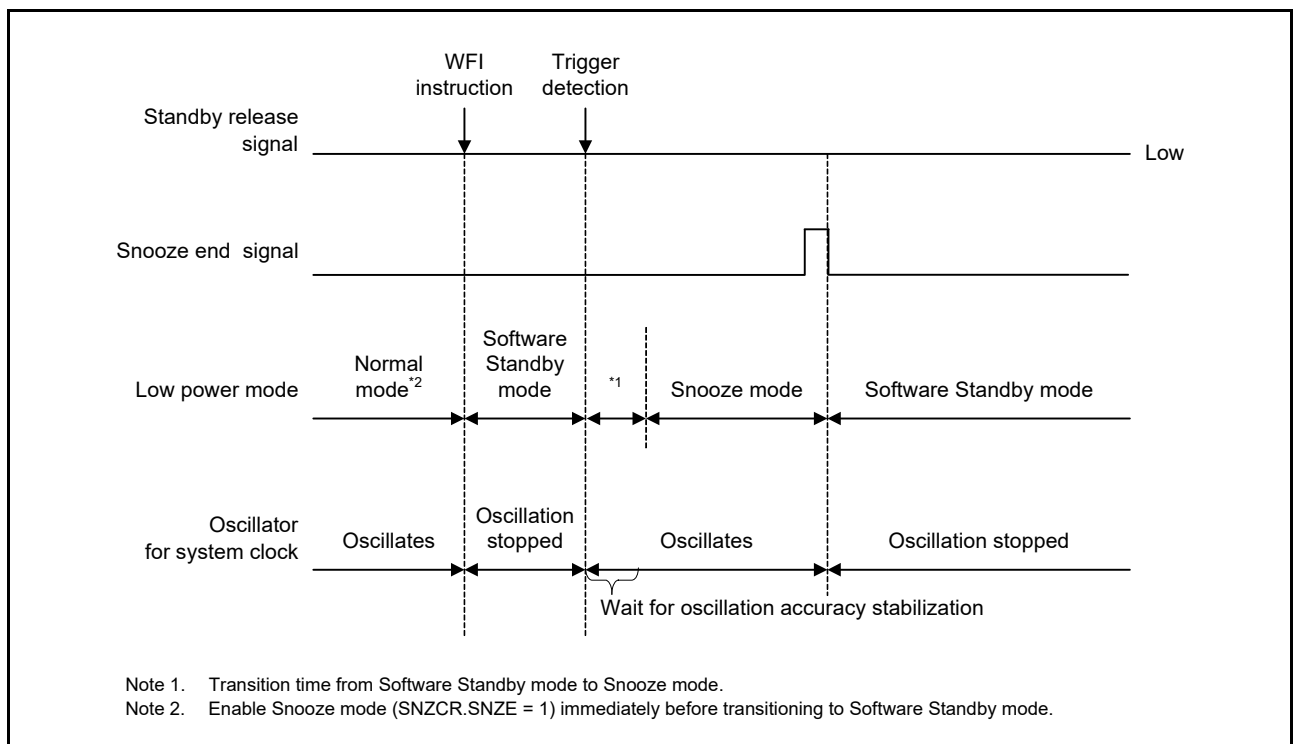 WFI
instruction
Trigger
detection
Standby release
signal
Low
Snooze end signal
Low power mode
Normal
mode*2
Software
Standby
mode
*1
Snooze mode
Software Standby mode
Oscillator
for system clock
Oscillates
Oscillation
stopped
Oscillates
Oscillation stopped
Wait for oscillation accuracy stabilization
Note 1. Transition time from Software Standby mode to Snooze mode.
Note 2. Enable Snooze mode (SNZCR.SNZE = 1) immediately before transitioning to Software Standby mode.